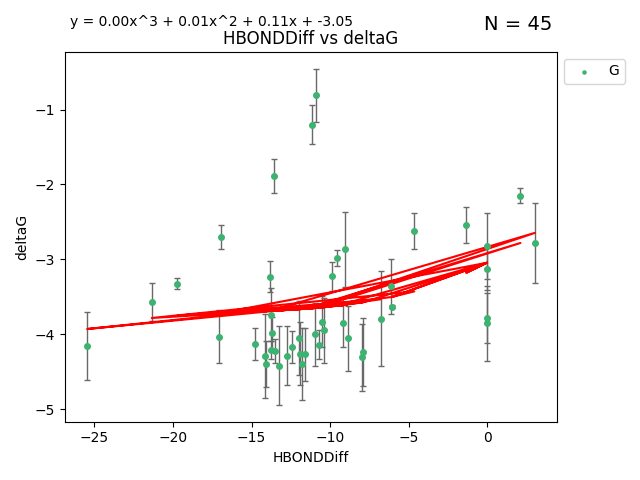 y = 0.00x^3 + 0.01x^2 + 0.11x + -3.05
N = 45
HBONDDiff vs deltaG
G
deltaG
−1
−2
−3
−4
−5
−25
−20
−15
−10
−5
0
HBONDDiff